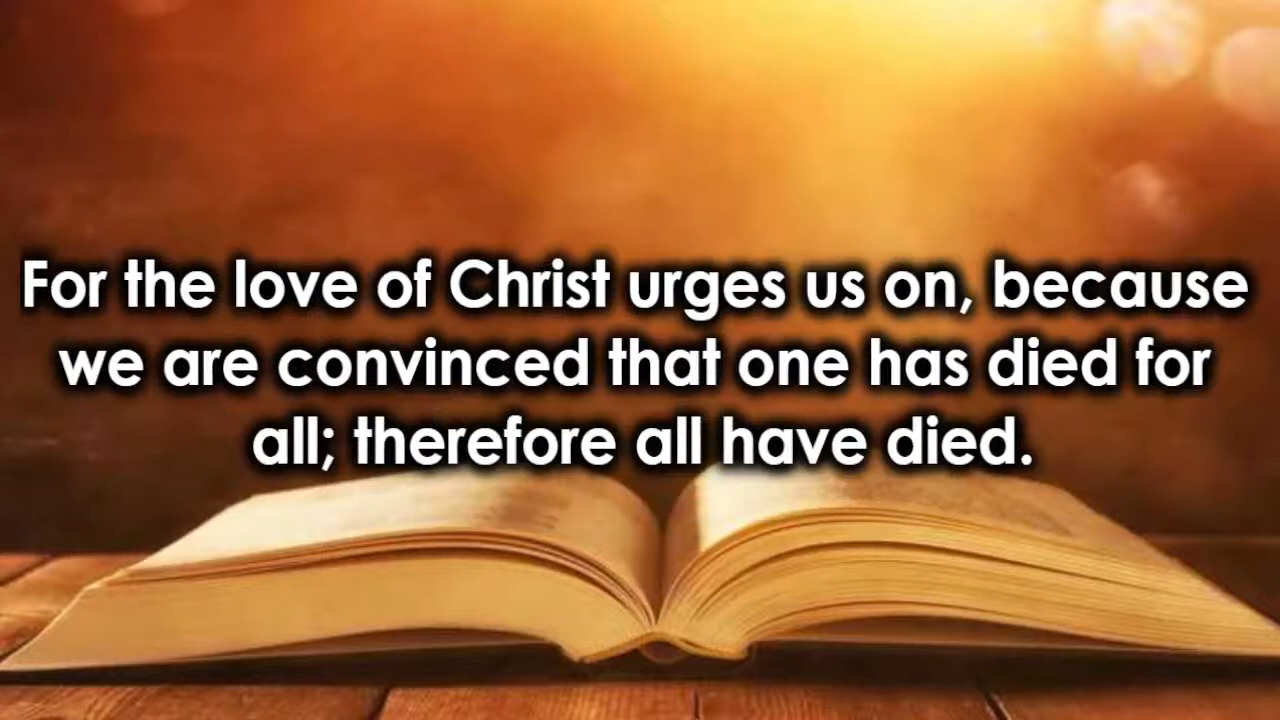 For the love of Christ urges us on, because
we are convinced that one has died for
all; therefore all have died.